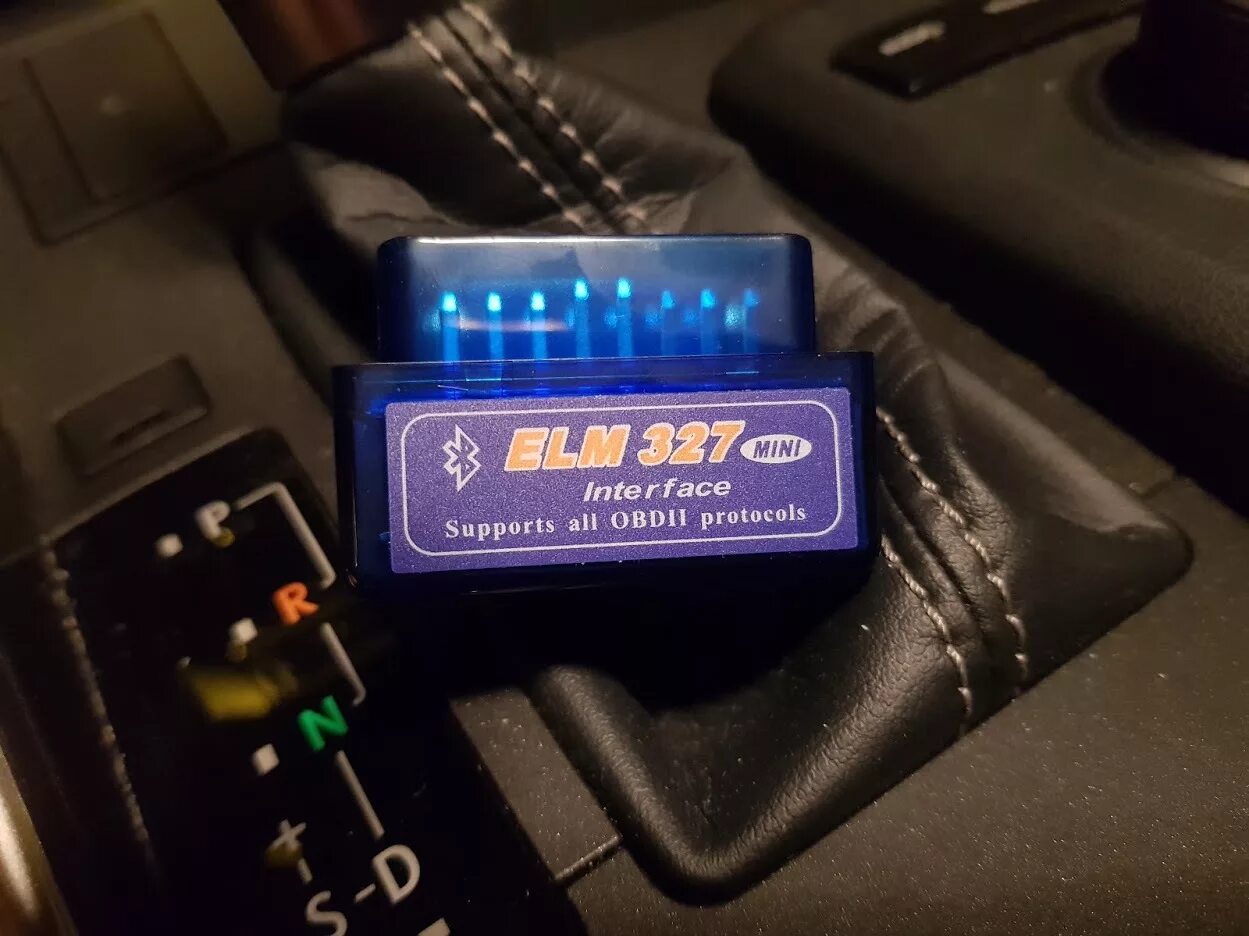 ELM 327 MINI
Interface
Supports all OBDII protocols
P
R
N
+
S-D